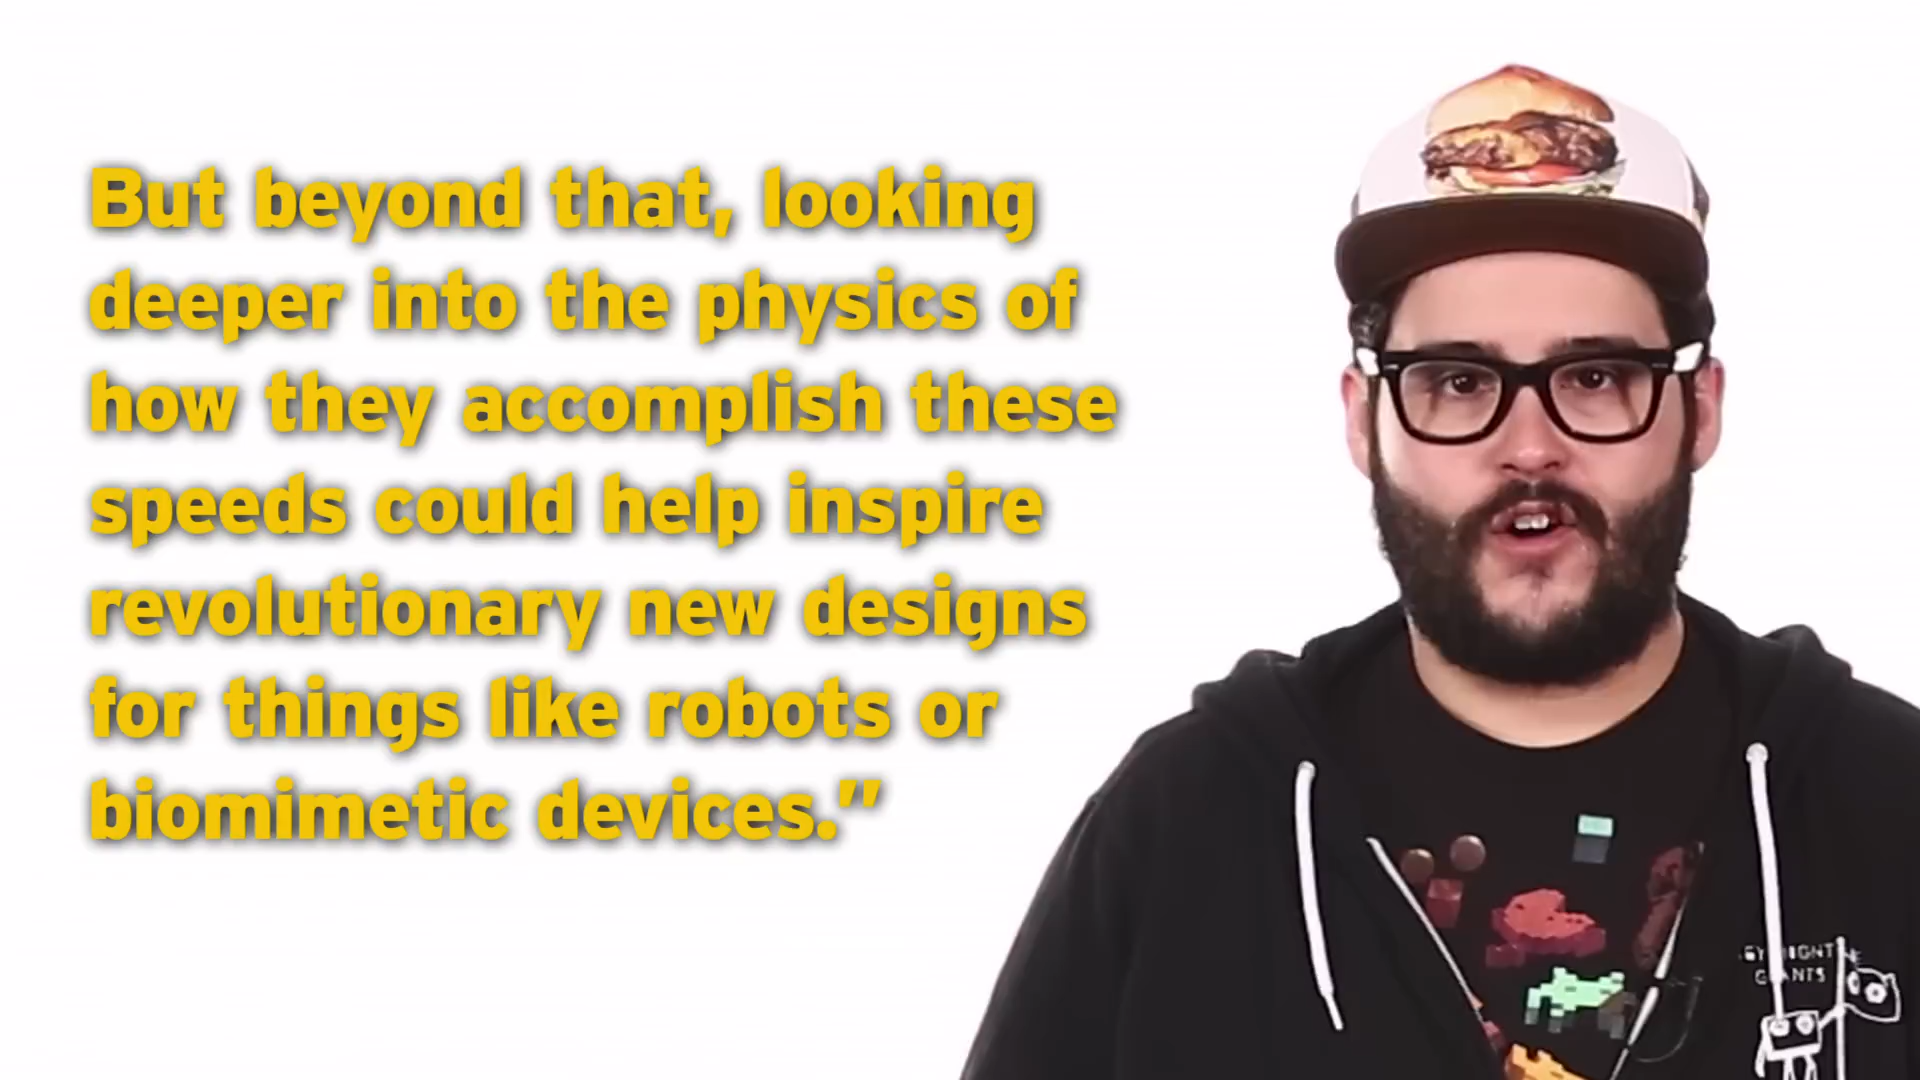 But beyond that, looking
deeper into the physics of
how they accomplish these
speeds could help inspire
revolutionary new designs
for things like robots or
biomimetic devices.”